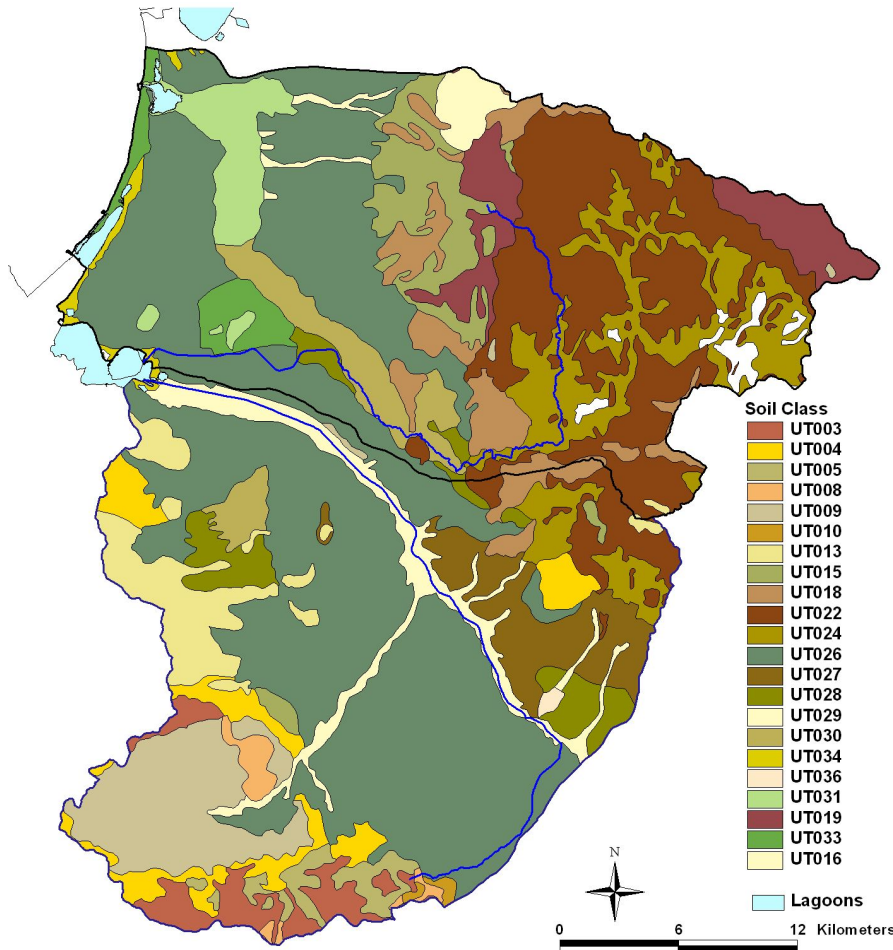 Soil Class
UT003
UT004
UT005
UT008
UT009
UT010
UT013
UT015
UT018
UT022
UT024
UT026
UT027
UT028
UT029
UT030
UT034
UT036
UT031
UT019
UT033
UT016
Lagoons
N
0 6 12 Kilometers